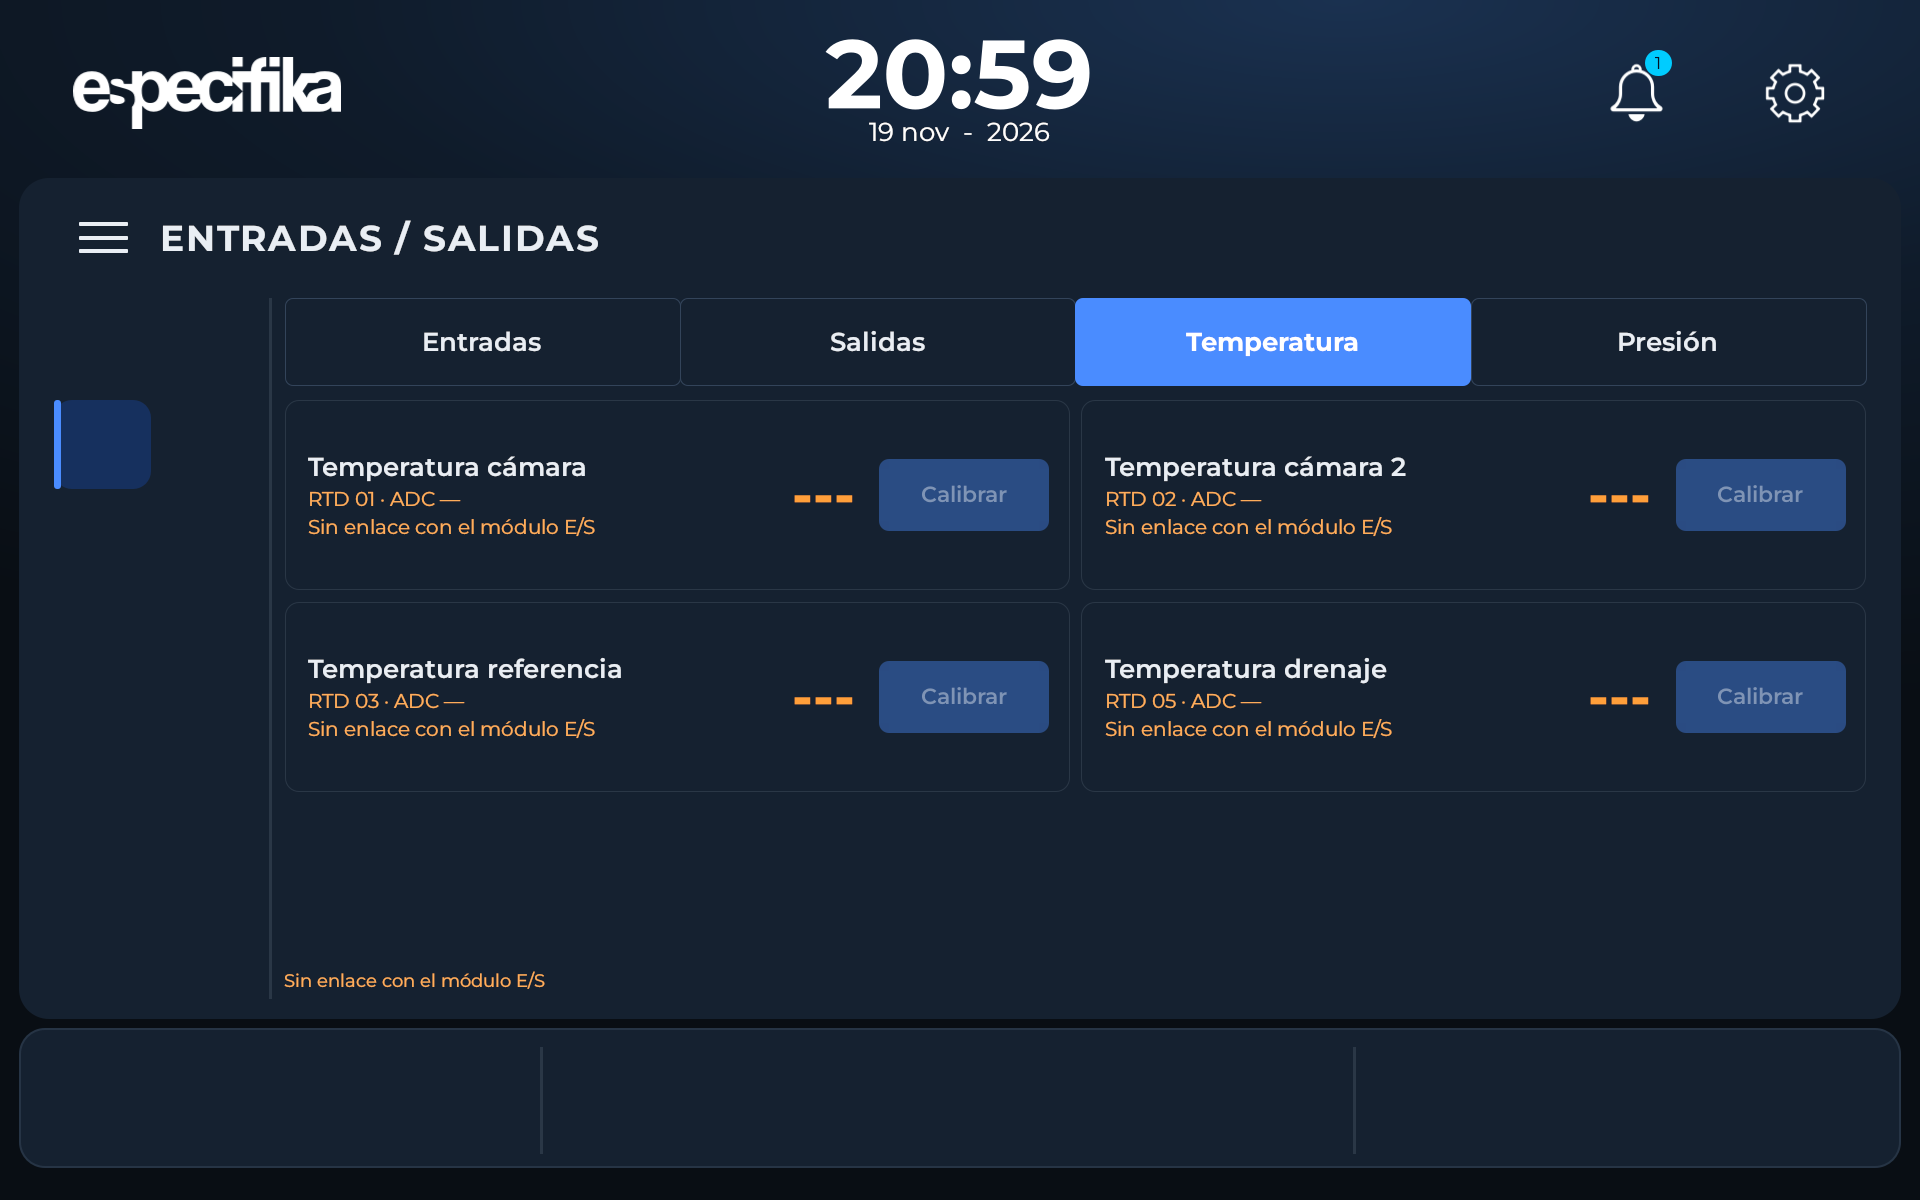 especifika
20:59
19 nov - 2026
1
ENTRADAS / SALIDAS
Entradas
Salidas
Temperatura
Presión
Temperatura cámara
RTD 01 · ADC —
Sin enlace con el módulo E/S
---
Calibrar
Temperatura cámara 2
RTD 02 · ADC —
Sin enlace con el módulo E/S
---
Calibrar
Temperatura referencia
RTD 03 · ADC —
Sin enlace con el módulo E/S
---
Calibrar
Temperatura drenaje
RTD 05 · ADC —
Sin enlace con el módulo E/S
---
Calibrar
Sin enlace con el módulo E/S